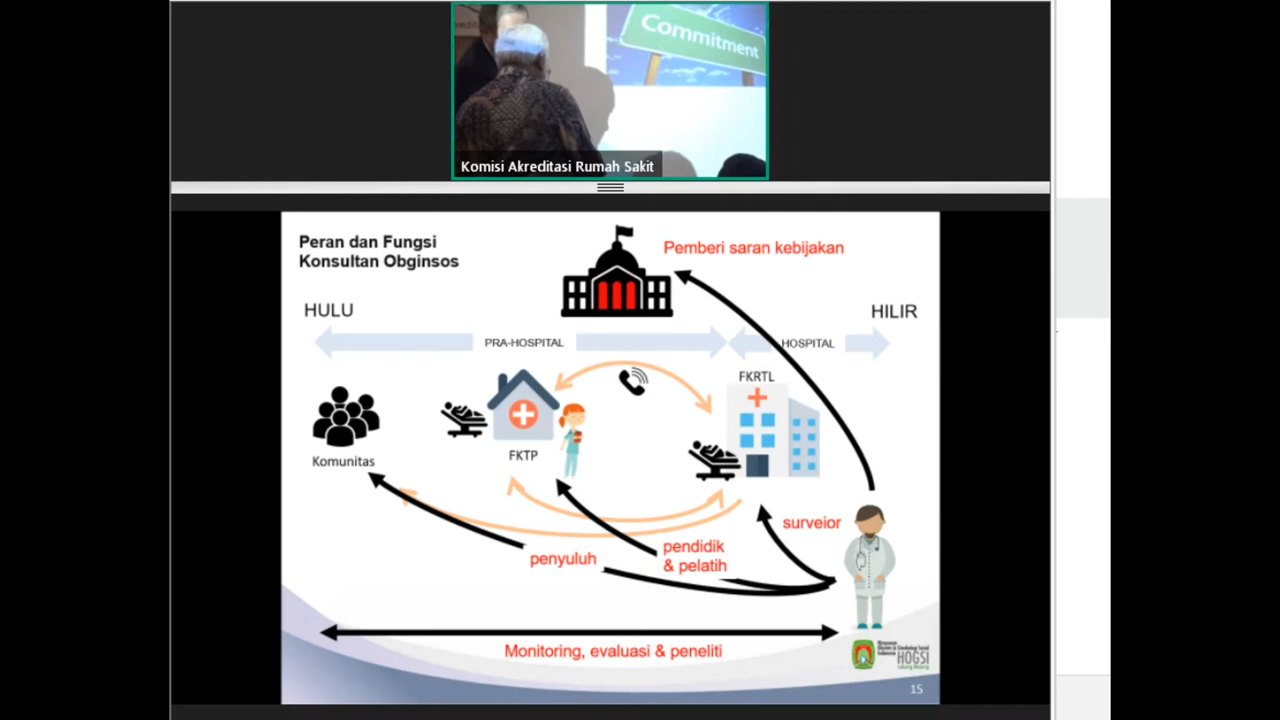 Commitment
Komisi Akreditasi Rumah Sakit
Peran dan Fungsi
Konsultan Obginsos
Pemberi saran kebijakan
HULU
HILIR
PRA-HOSPITAL
HOSPITAL
FKRTL
Komunitas
FKTP
surveior
penyuluh
pendidik
& pelatih
Monitoring, evaluasi & peneliti
HOGSI
15